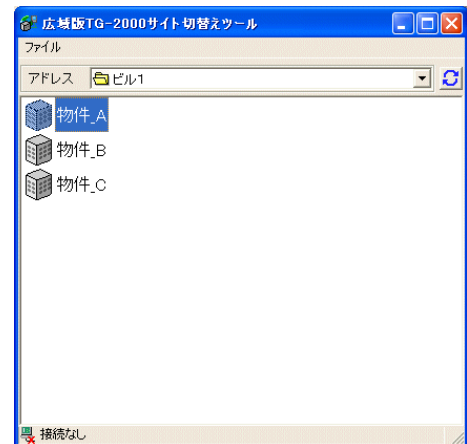 広域版TG-2000サイト切替えツール
ファイル
アドレス ビル1
物件_A
物件_B
物件_C
接続なし